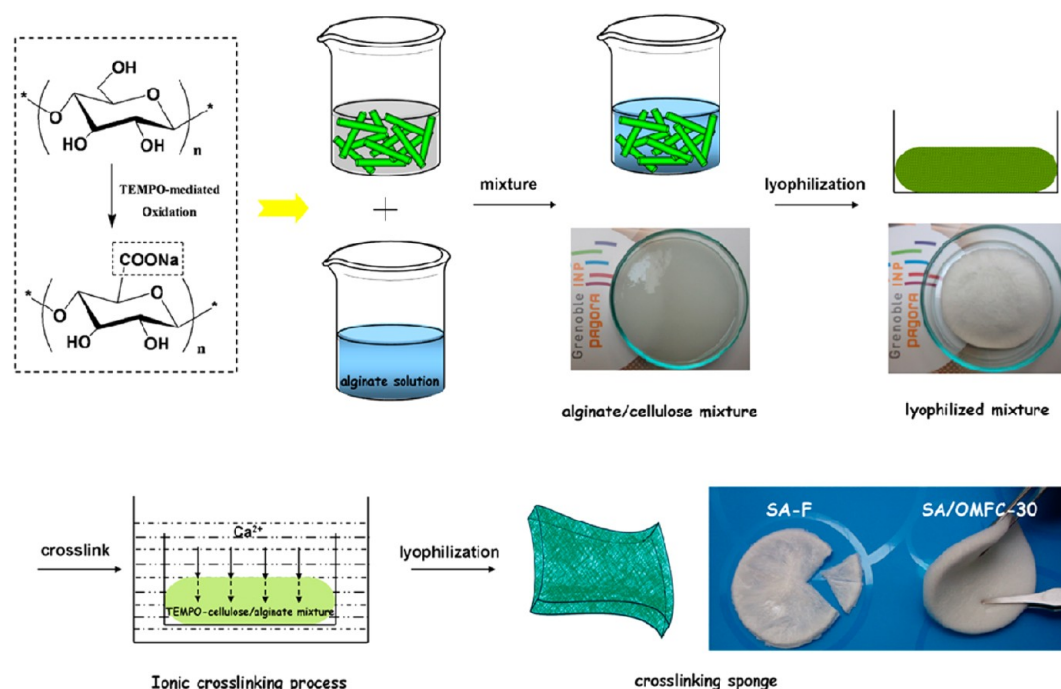 OH
O
*
O
HO
OH
n
*
TEMPO-mediated
Oxidation
COONa
O
*
O
HO
OH
n
*
+
alginate solution
mixture
Grenoble INP
PAGORA
alginate/cellulose mixture
lyophilization
Grenoble INP
PAGORA
lyophilized mixture
crosslink
Ca²⁺
TEMPO-cellulose/alginate mixture
Ionic crosslinking process
lyophilization
SA-F
SA/OMFC-30
crosslinking sponge